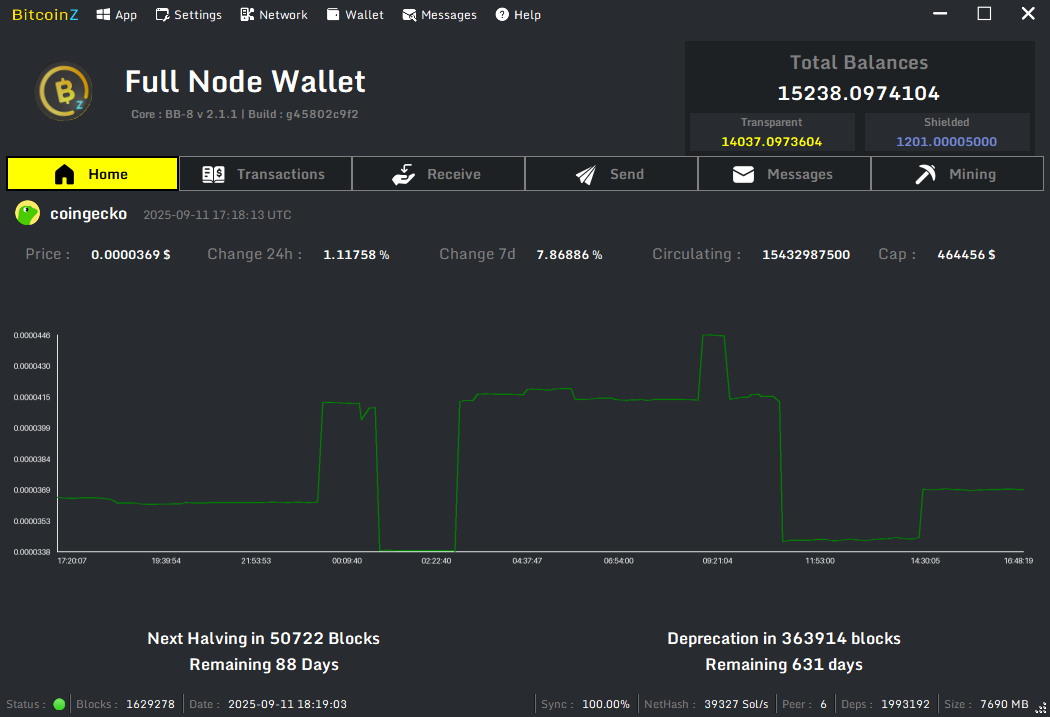 BitcoinZ App Settings Network Wallet Messages Help
Full Node Wallet
Core : BB-8 v 2.1.1 | Build : g45802c9f2
Total Balances
15238.0974104
Transparent Shielded
14037.0973604 1201.00005000
Home Transactions Receive Send Messages Mining
coingecko 2025-09-11 17:18:13 UTC
Price : 0.0000369 $ Change 24h : 1.11758 % Change 7d 7.86886 % Circulating : 15432987500 Cap : 464456 $
0.0000446
0.0000430
0.0000415
0.0000399
0.0000384
0.0000369
0.0000353
0.0000338
17:20:07 19:39:54 21:53:53 00:09:40 02:22:40 04:37:47 06:54:00 09:21:04 11:53:00 14:30:05 16:48:19
Next Halving in 50722 Blocks
Remaining 88 Days
Deprecation in 363914 blocks
Remaining 631 days
Status : Blocks : 1629278 Date : 2025-09-11 18:19:03 Sync : 100.00% NetHash : 39327 Sol/s Peer : 6 Deps : 1993192 Size : 7690 MB